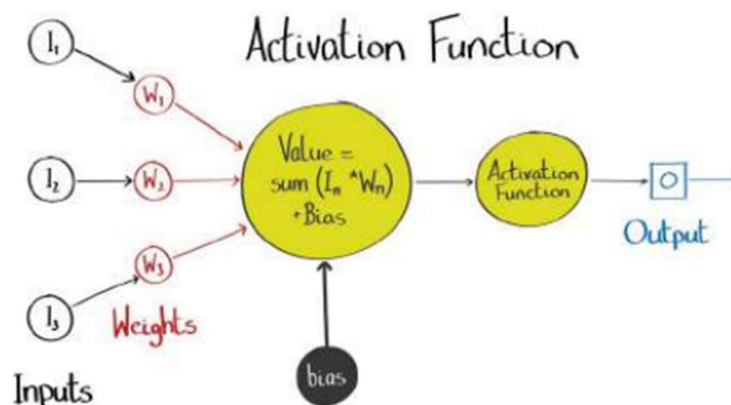 Activation Function
I₁
W₁
I₂
W₂
I₃
W₃
Weights
Inputs
Value =
sum (Iₙ * Wₙ)
+Bias
bias
Activation
Function
O
Output